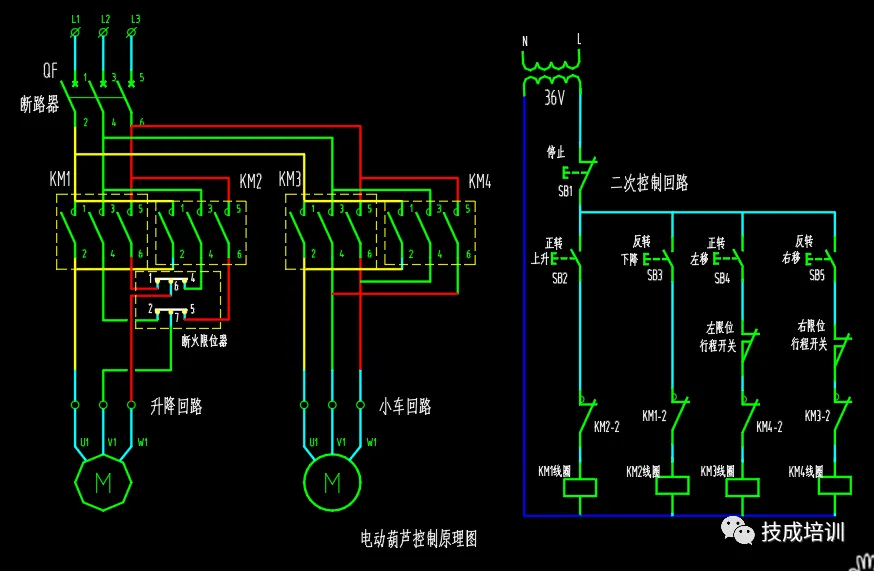 L1 L2 L3
QF
断路器
1 3 5
2 4 6
KM1
KM2
KM3
KM4
1 3 5
1 3 5
1 3 5
1 3 5
2 4 6
2 4 6
2 4 6
2 4 6
1 6 4
2 7 5
断火限位器
升降回路
小车回路
U1 V1 W1
U1 V1 W1
M
M
N L
36V
停止
SB1
二次控制回路
正转
上升
SB2
反转
下降
SB3
正转
左移
SB4
反转
右移
SB5
左限位
行程开关
右限位
行程开关
KM2-2
KM1-2
KM4-2
KM3-2
KM1线圈
KM2线圈
KM3线圈
KM4线圈
电动葫芦控制原理图
技成培训